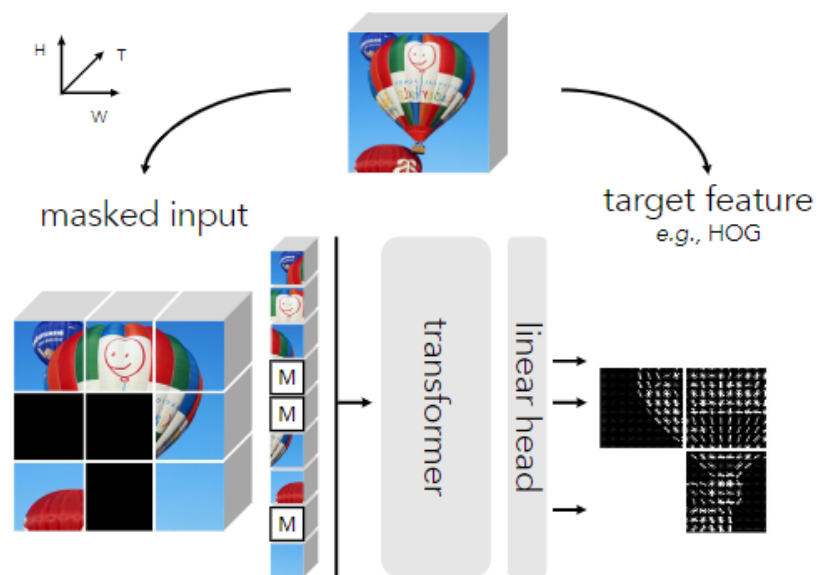 H
T
W
masked input
target feature
e.g., HOG
M
M
M
transformer
linear head